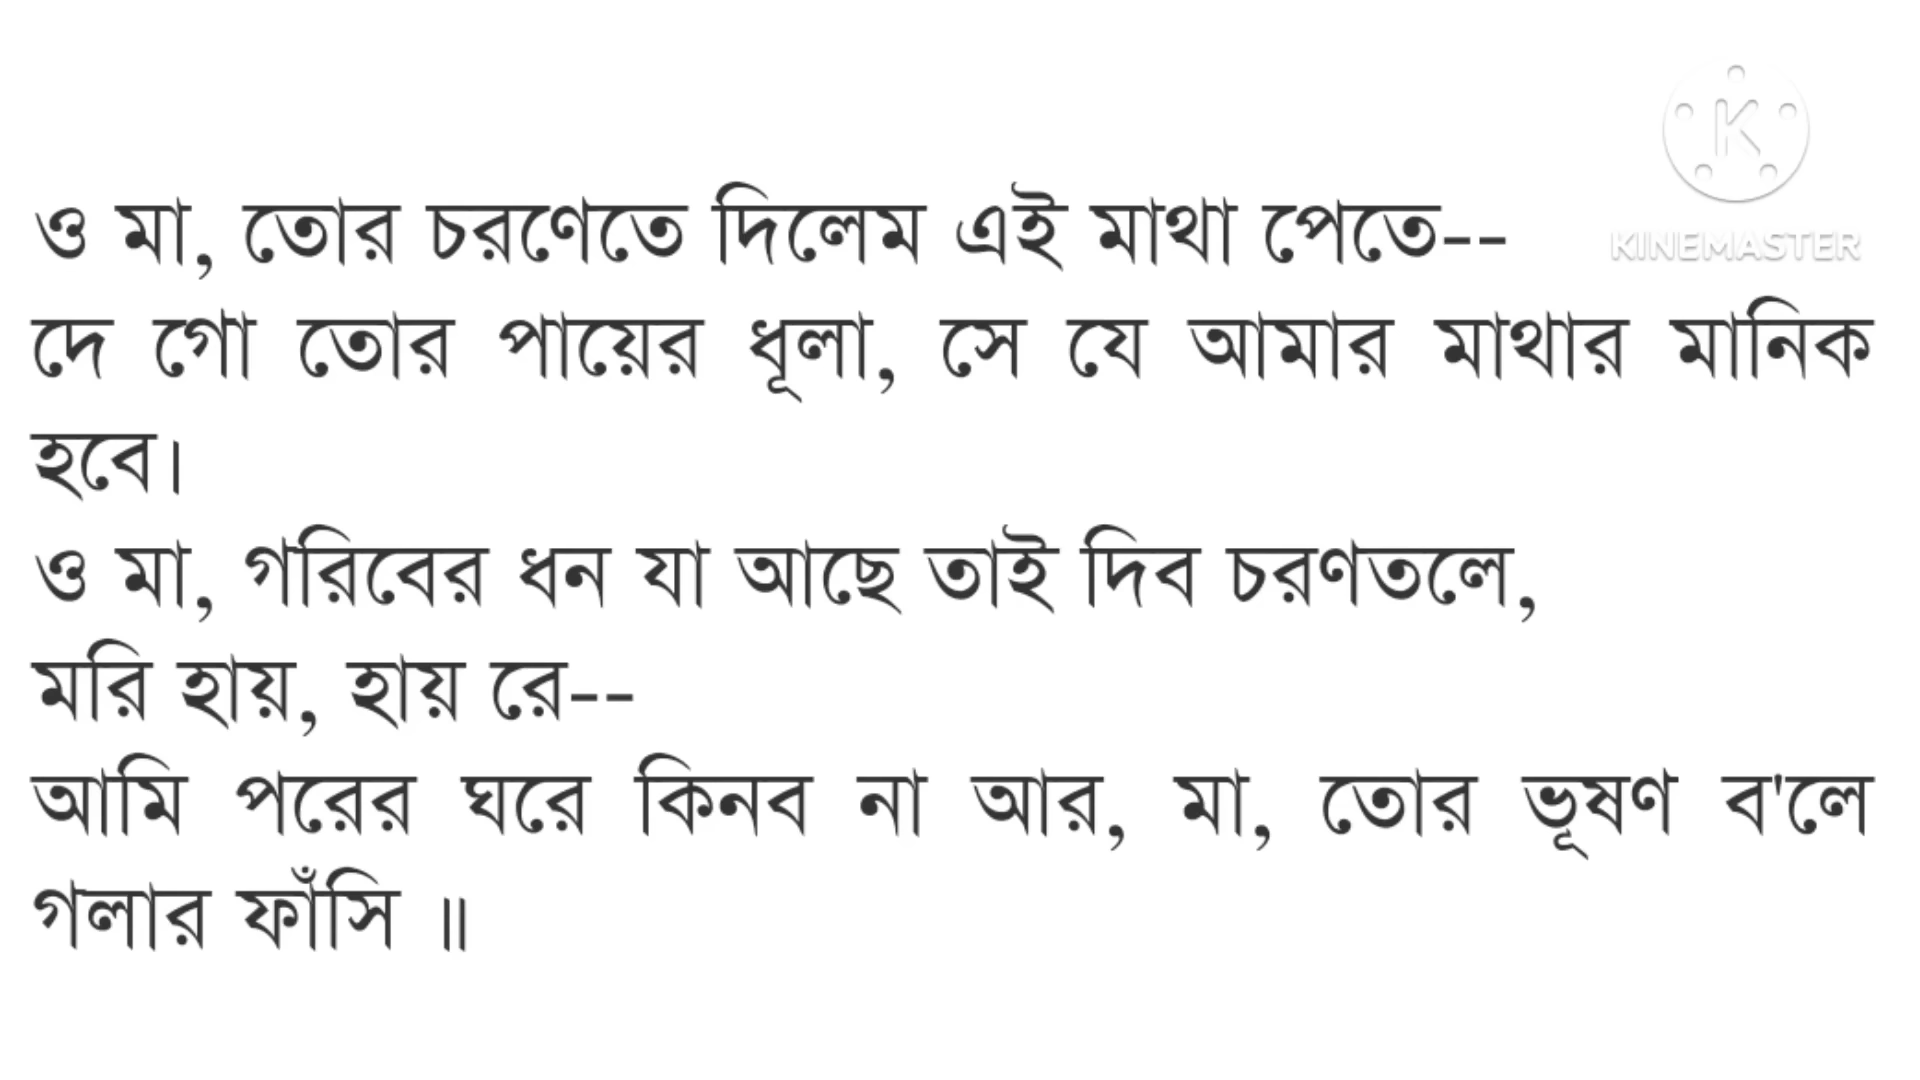 ও মা, তোর চরণেতে দিলেম এই মাথা পেতে--
দে গো তোর পায়ের ধূলা, সে যে আমার মাথার মানিক
হবে।
ও মা, গরিবের ধন যা আছে তাই দিব চরণতলে,
মরি হায়, হায় রে--
আমি পরের ঘরে কিনব না আর, মা, তোর ভূষণ ব'লে
গলার ফাঁসি ॥
K
KINEMASTER